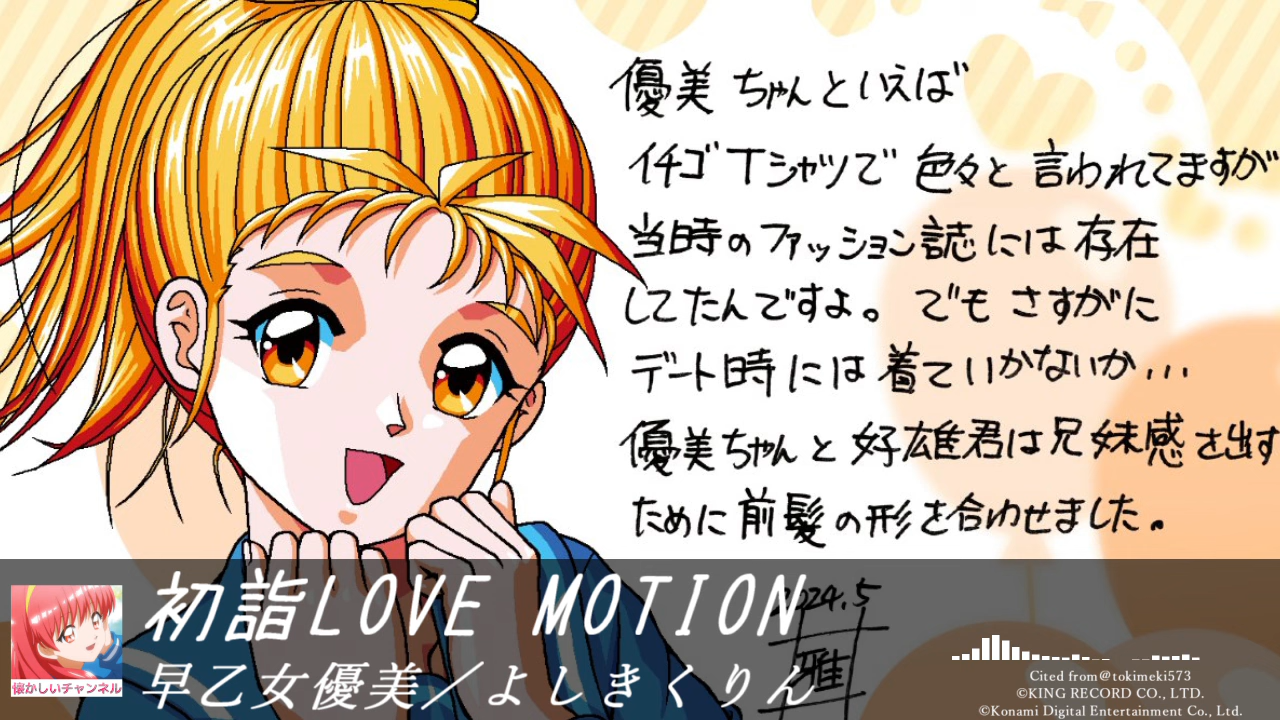 優美ちゃんといえば
イチゴTシャツで色々と言われてますが
当時のファッション誌には存在
してたんですよ。でもさすがに
デート時には着ていかないか...
優美ちゃんと好雄君は兄妹感を出す
ために前髪の形を合わせました。
2024.5
雅
初詣LOVE MOTION
早乙女優美／よしきくりん
懐かしいチャンネル
Cited from@tokimeki573
©KING RECORD CO., LTD.
©Konami Digital Entertainment Co., Ltd.